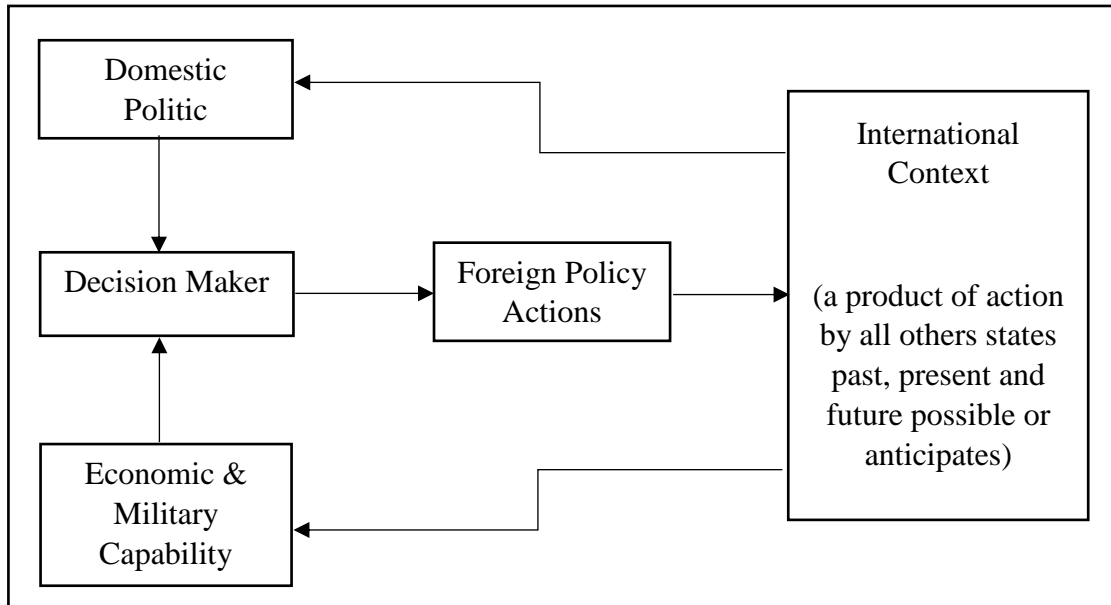 Domestic
Politic
Decision Maker
Foreign Policy
Actions
International
Context
(a product of action
by all others states
past, present and
future possible or
anticipates)
Economic &
Military
Capability